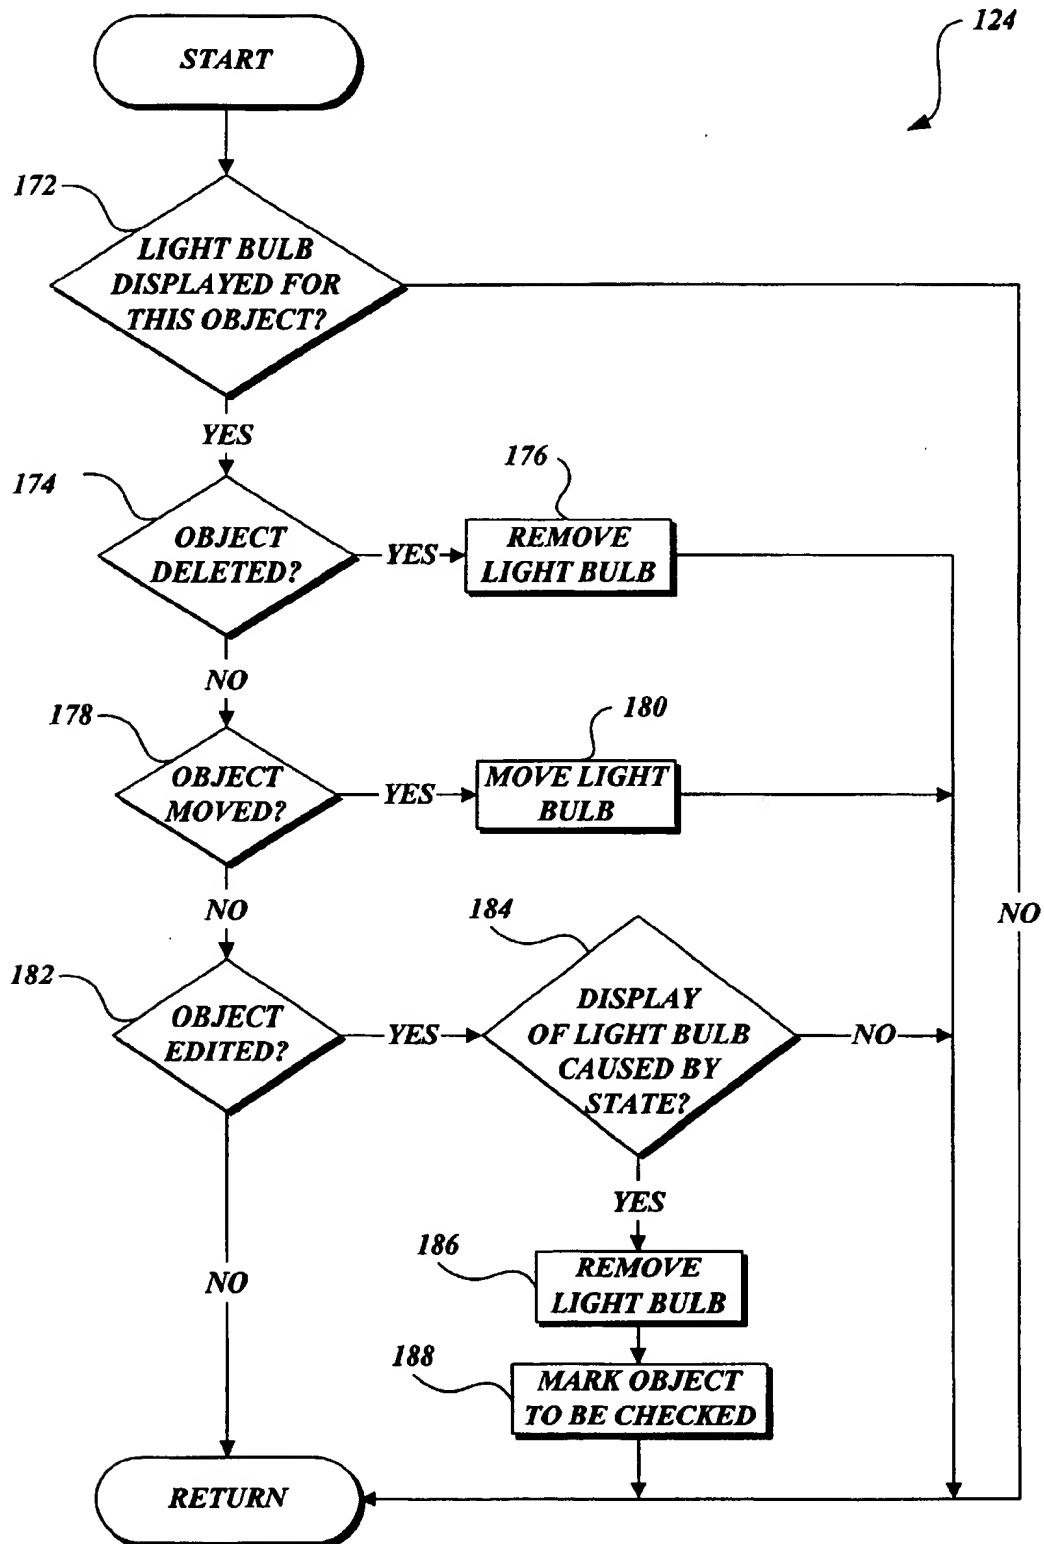 124
START
172
LIGHT BULB
DISPLAYED FOR
THIS OBJECT?
YES
174
176
OBJECT
DELETED?
YES
REMOVE
LIGHT BULB
NO
178
180
OBJECT
MOVED?
YES
MOVE LIGHT
BULB
NO
NO
184
182
OBJECT
EDITED?
YES
DISPLAY
OF LIGHT BULB
CAUSED BY
STATE?
NO
YES
186
REMOVE
LIGHT BULB
NO
188
MARK OBJECT
TO BE CHECKED
RETURN